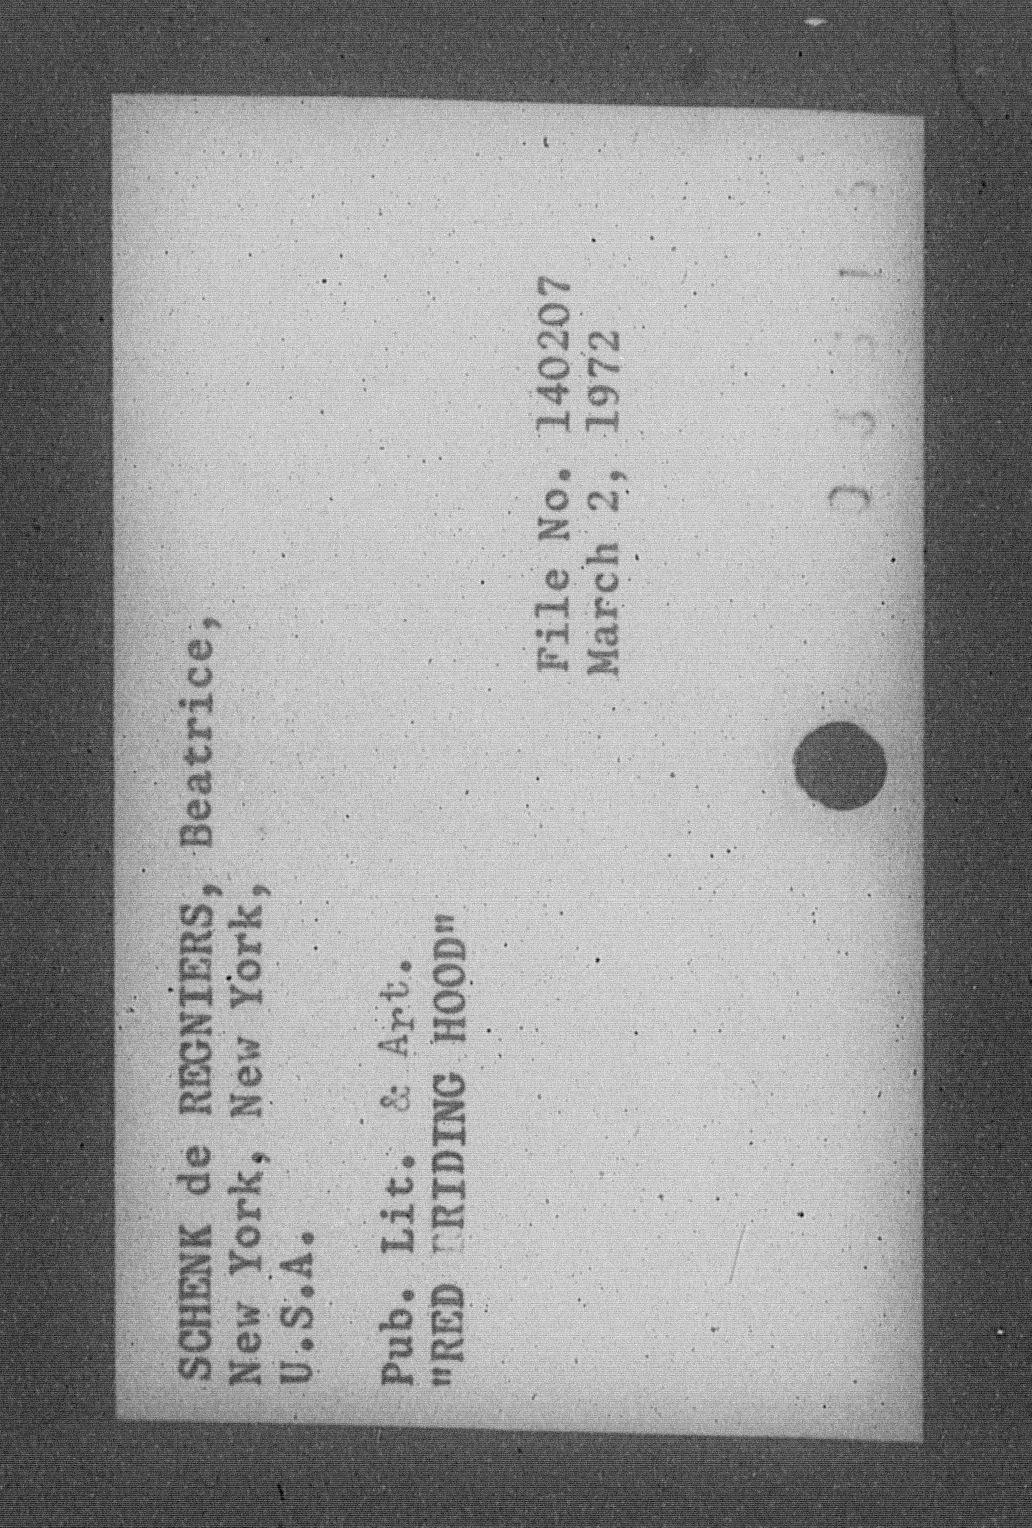 SCHENK de REGNIERS, Beatrice,
New York, New York,
U.S.A.
Pub. Lit. & Art.
"RED RIDING HOOD"
File No. 140207
March 2, 1972